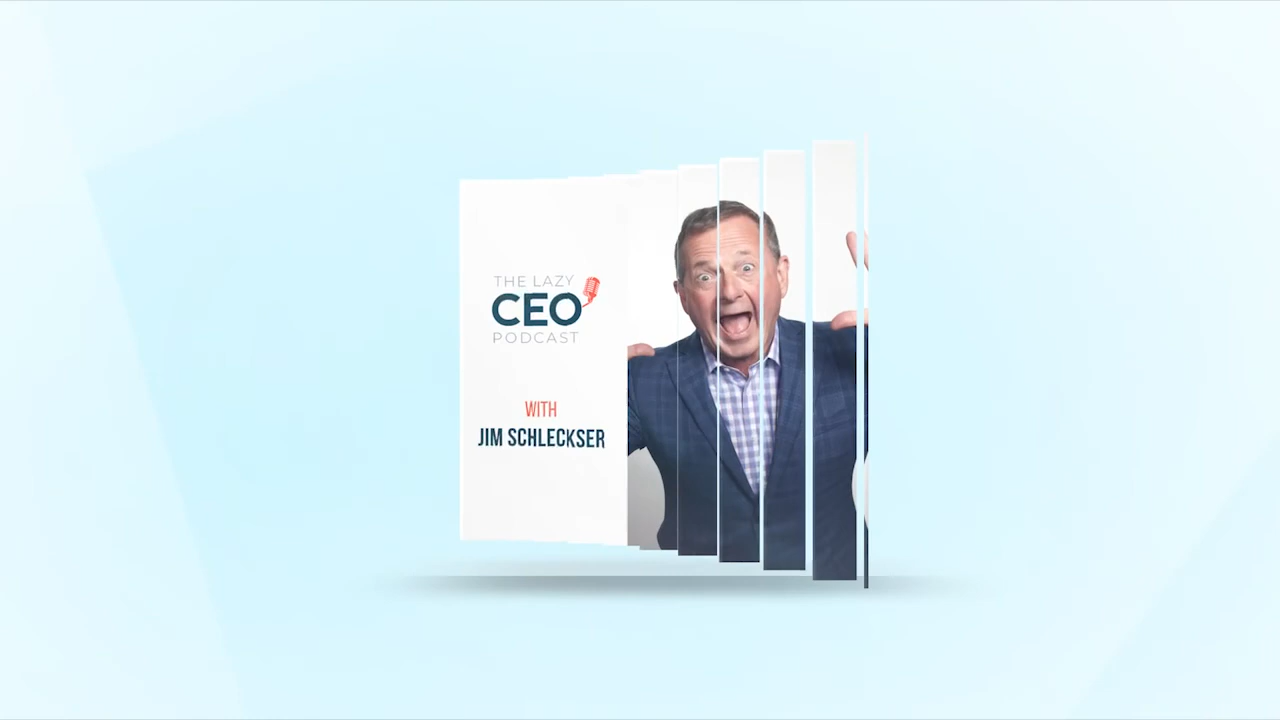 THE LAZY
CEO
PODCAST
WITH
JIM SCHLECKSER